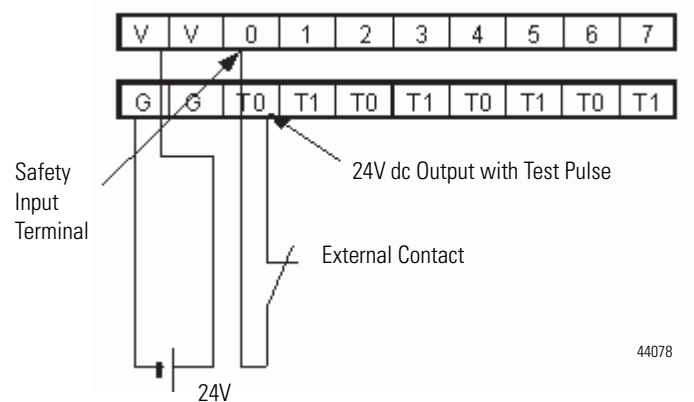 V V 0 1 2 3 4 5 6 7
G G T0 T1 T0 T1 T0 T1 T0 T1
Safety
Input
Terminal
24V dc Output with Test Pulse
External Contact
44078
24V